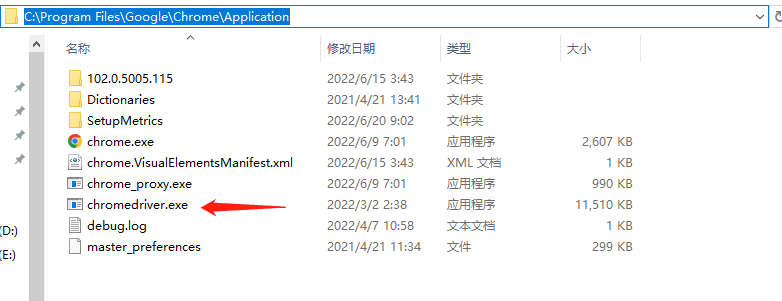 C:\Program Files\Google\Chrome\Application
名称 修改日期 类型 大小
102.0.5005.115 2022/6/15 3:43 文件夹
Dictionaries 2021/4/21 13:41 文件夹
SetupMetrics 2022/6/20 9:02 文件夹
chrome.exe 2022/6/9 7:01 应用程序 2,607 KB
chrome.VisualElementsManifest.xml 2022/6/15 3:43 XML 文档 1 KB
chrome_proxy.exe 2022/6/9 7:01 应用程序 990 KB
chromedriver.exe 2022/3/2 2:38 应用程序 11,510 KB
(D:) debug.log 2022/4/7 10:58 文本文档 1 KB
master_preferences 2021/4/21 11:34 文件 299 KB
(E:)